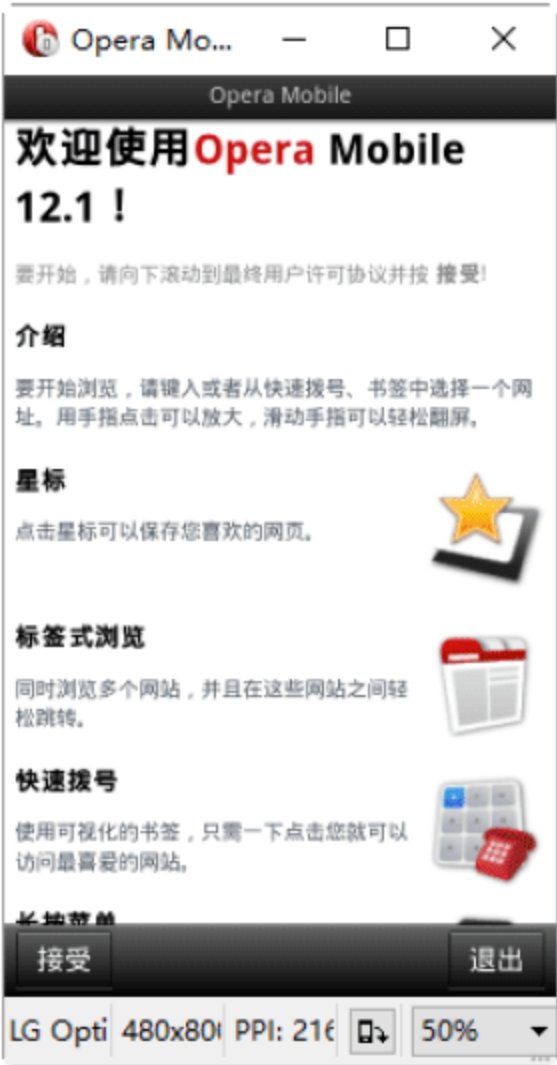 Opera Mo...
Opera Mobile
欢迎使用Opera Mobile
12.1！
要开始，请向下滚动到最终用户许可协议并按 接受!
介绍
要开始浏览，请键入或者从快速拨号、书签中选择一个网
址。用手指点击可以放大，滑动手指可以轻松翻屏。
星标
点击星标可以保存您喜欢的网页。
标签式浏览
同时浏览多个网站，并且在这些网站之间轻
松跳转。
快速拨号
使用可视化的书签，只需一下点击您就可以
访问最喜爱的网站。
长按菜单
接受 退出
LG Opti 480x80 PPI: 216 50%